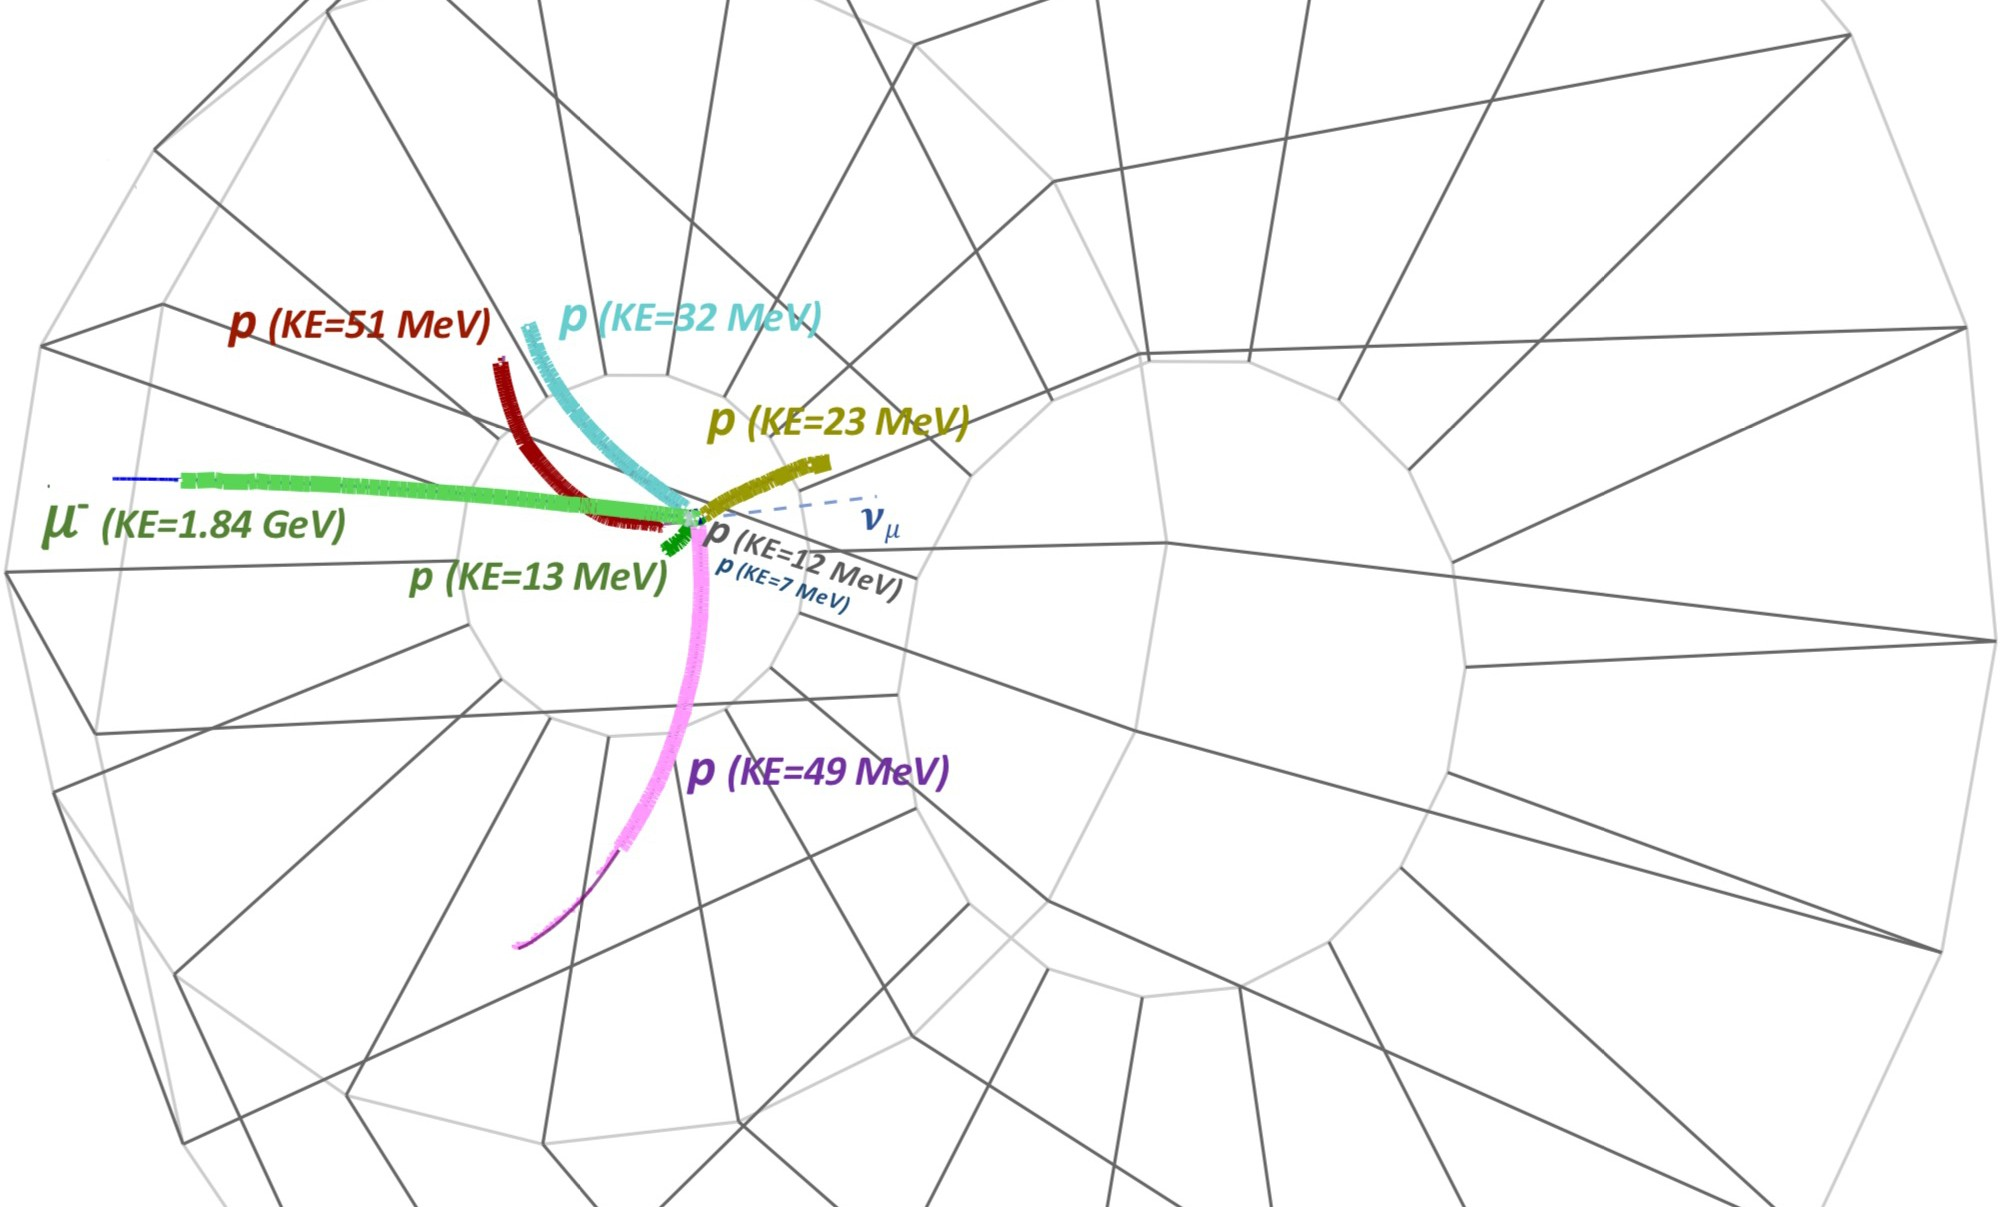 p (KE=51 MeV)
p (KE=32 MeV)
p (KE=23 MeV)
μ⁻ (KE=1.84 GeV)
ν_μ
p (KE=12 MeV)
p (KE=7 MeV)
p (KE=13 MeV)
p (KE=49 MeV)